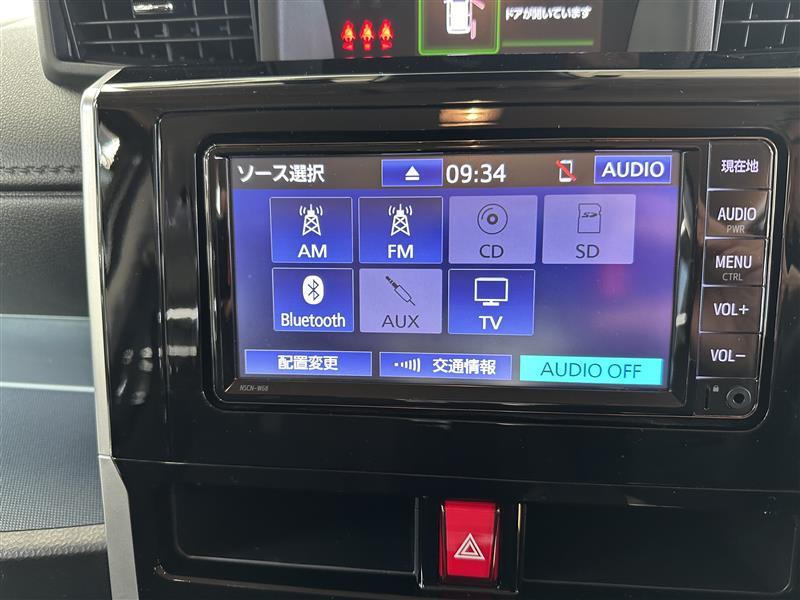 ドアが開いています
ソース選択
09:34
AUDIO
AM
FM
CD
SD
SD
Bluetooth
AUX
TV
配置変更
交通情報
AUDIO OFF
NSCN-W68
現在地
AUDIO
PWR
MENU
CTRL
VOL+
VOL-